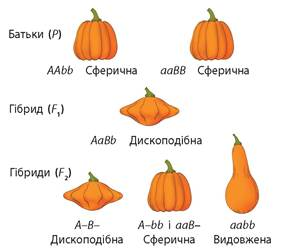 Батьки (P)
AAbb Сферична aaBB Сферична
Гібрид (F₁)
AaBb Дископодібна
Гібриди (F₂)
A–B– A–bb і aaB– aabb
Дископодібна Сферична Видовжена